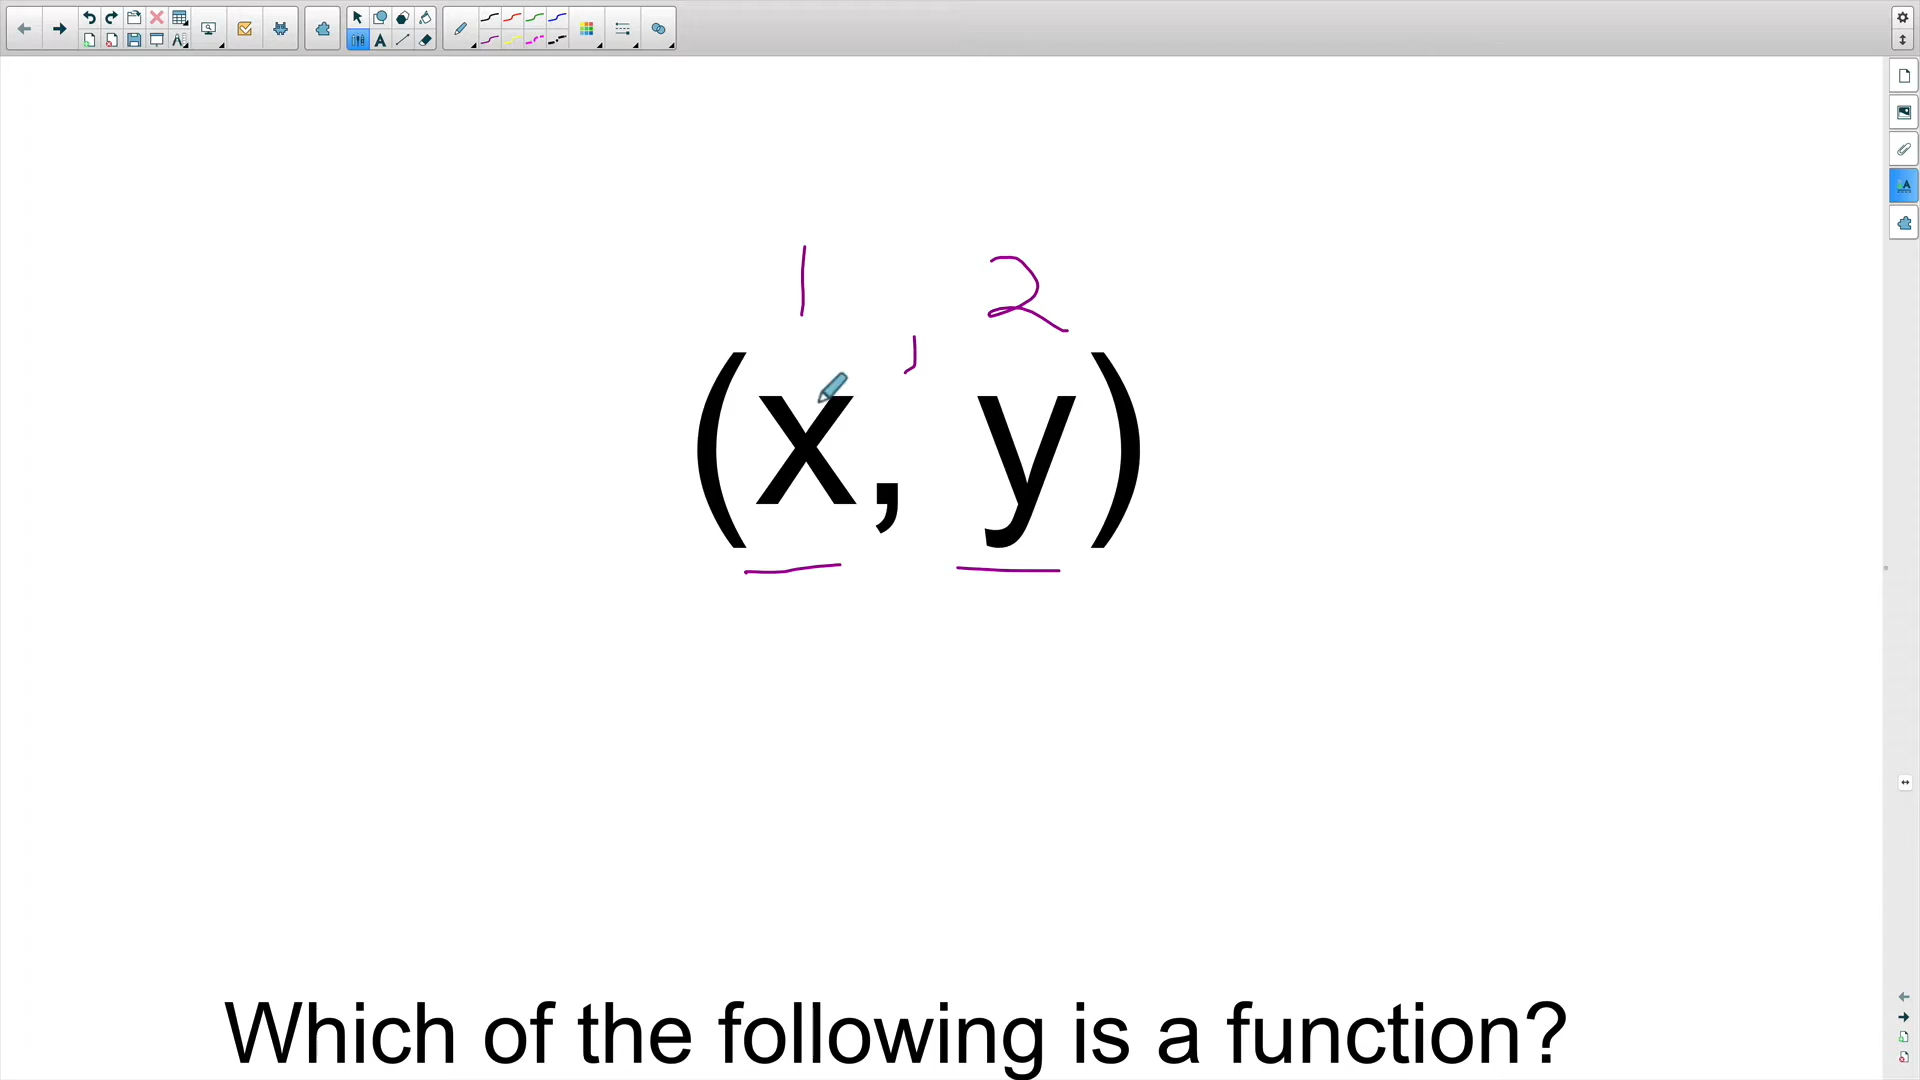 1 , 2
(x, y)
Which of the following is a function?